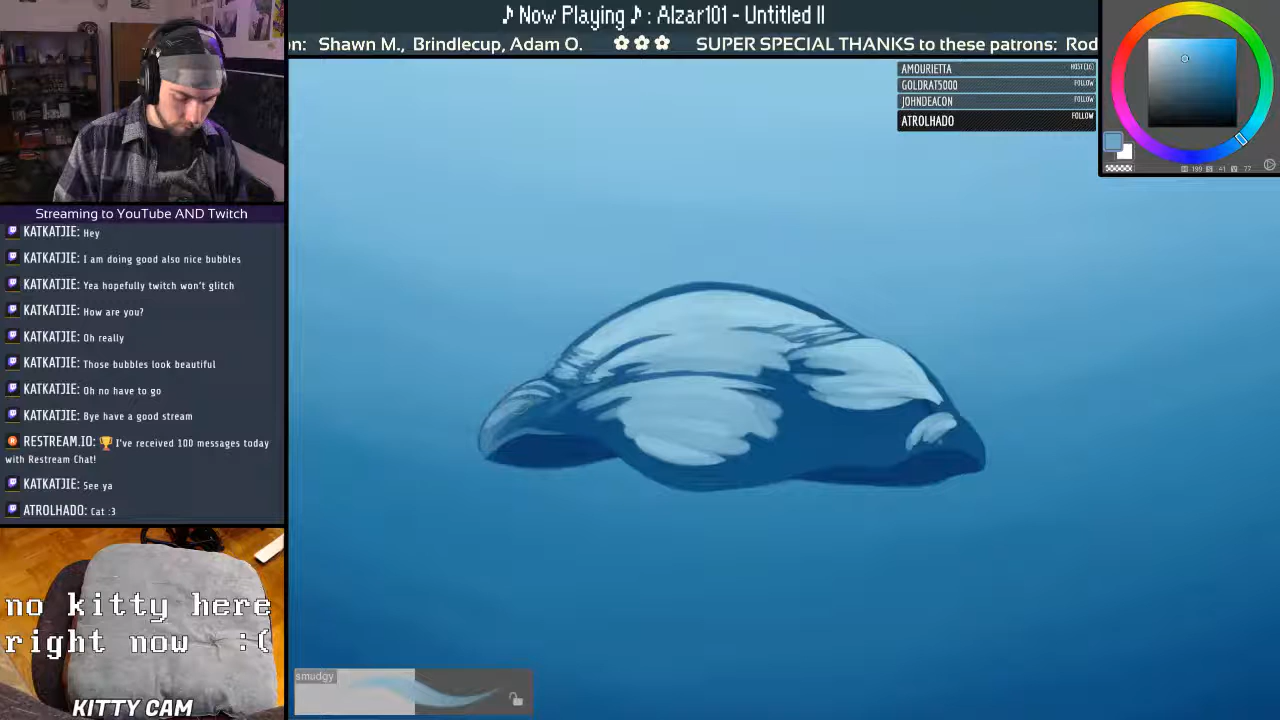 ♪ Now Playing ♪ : Alzar101 - Untitled II
on: Shawn M., Brindlecup, Adam O. ✿✿✿ SUPER SPECIAL THANKS to these patrons: Rod
AMOURIETTA
FOLLOW
GOLDRAT5000 FOLLOW
JOHNDEACON FOLLOW
ATROLHADO FOLLOW
Streaming to YouTube AND Twitch
KATKATJIE: Hey
KATKATJIE: I am doing good also nice bubbles
KATKATJIE: Yea hopefully twitch won't glitch
KATKATJIE: How are you?
KATKATJIE: Oh really
KATKATJIE: Those bubbles look beautiful
KATKATJIE: Oh no have to go
KATKATJIE: Bye have a good stream
RESTREAM.IO: 🏆 I've received 100 messages today
with Restream Chat!
KATKATJIE: See ya
ATROLHADO: Cat :3
no kitty here
right now :(
KITTY CAM
smudgy